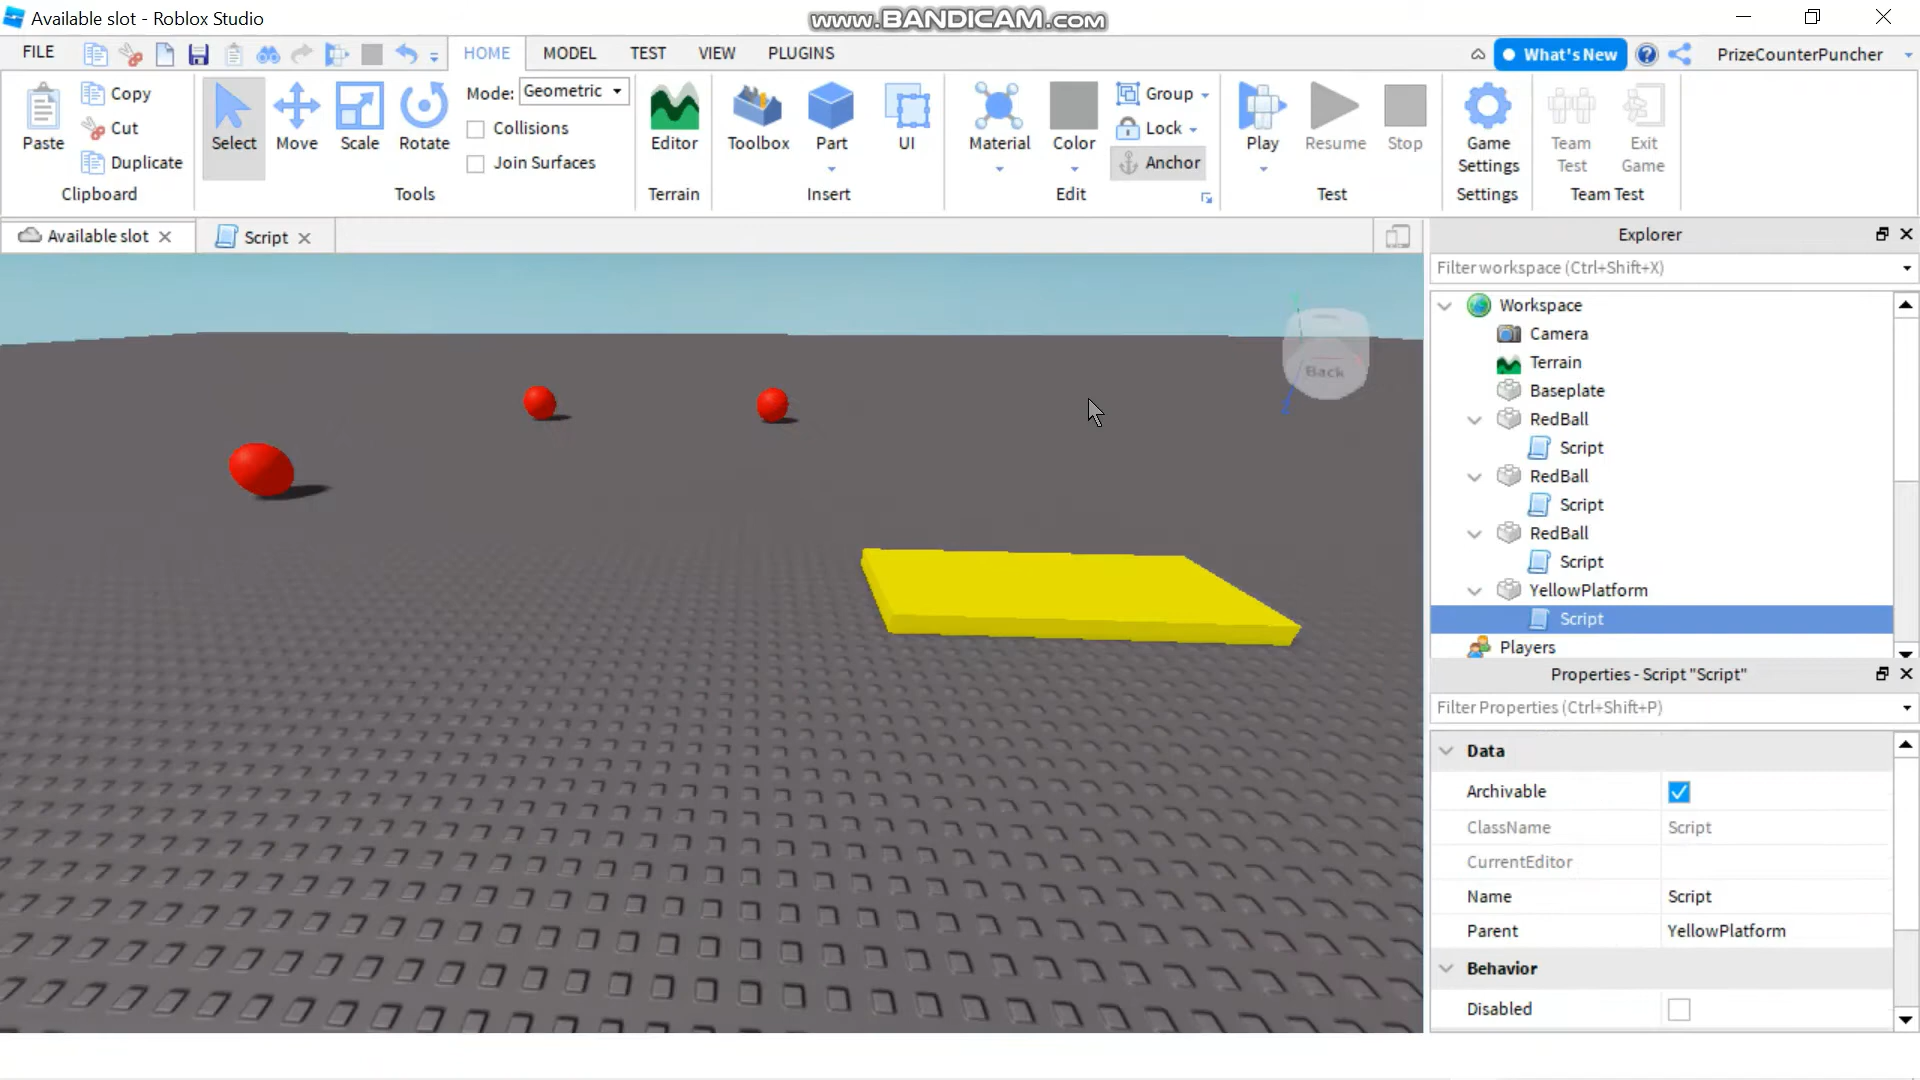 Available slot - Roblox Studio
www.BANDICAM.com
FILE
HOME
MODEL
TEST
VIEW
PLUGINS
What's New
PrizeCounterPuncher
Paste
Copy
Cut
Duplicate
Clipboard
Select
Move
Scale
Rotate
Mode: Geometric
Collisions
Join Surfaces
Tools
Editor
Terrain
Toolbox
Part
UI
Insert
Material
Color
Group
Lock
Anchor
Edit
Play
Resume
Stop
Test
Game Settings
Settings
Team Test
Exit Game
Team Test
Available slot
Script
Back
Explorer
Filter workspace (Ctrl+Shift+X)
Workspace
Camera
Terrain
Baseplate
RedBall
Script
RedBall
Script
RedBall
Script
YellowPlatform
Script
Players
Properties - Script "Script"
Filter Properties (Ctrl+Shift+P)
Data
Archivable
ClassName Script
CurrentEditor
Name Script
Parent YellowPlatform
Behavior
Disabled